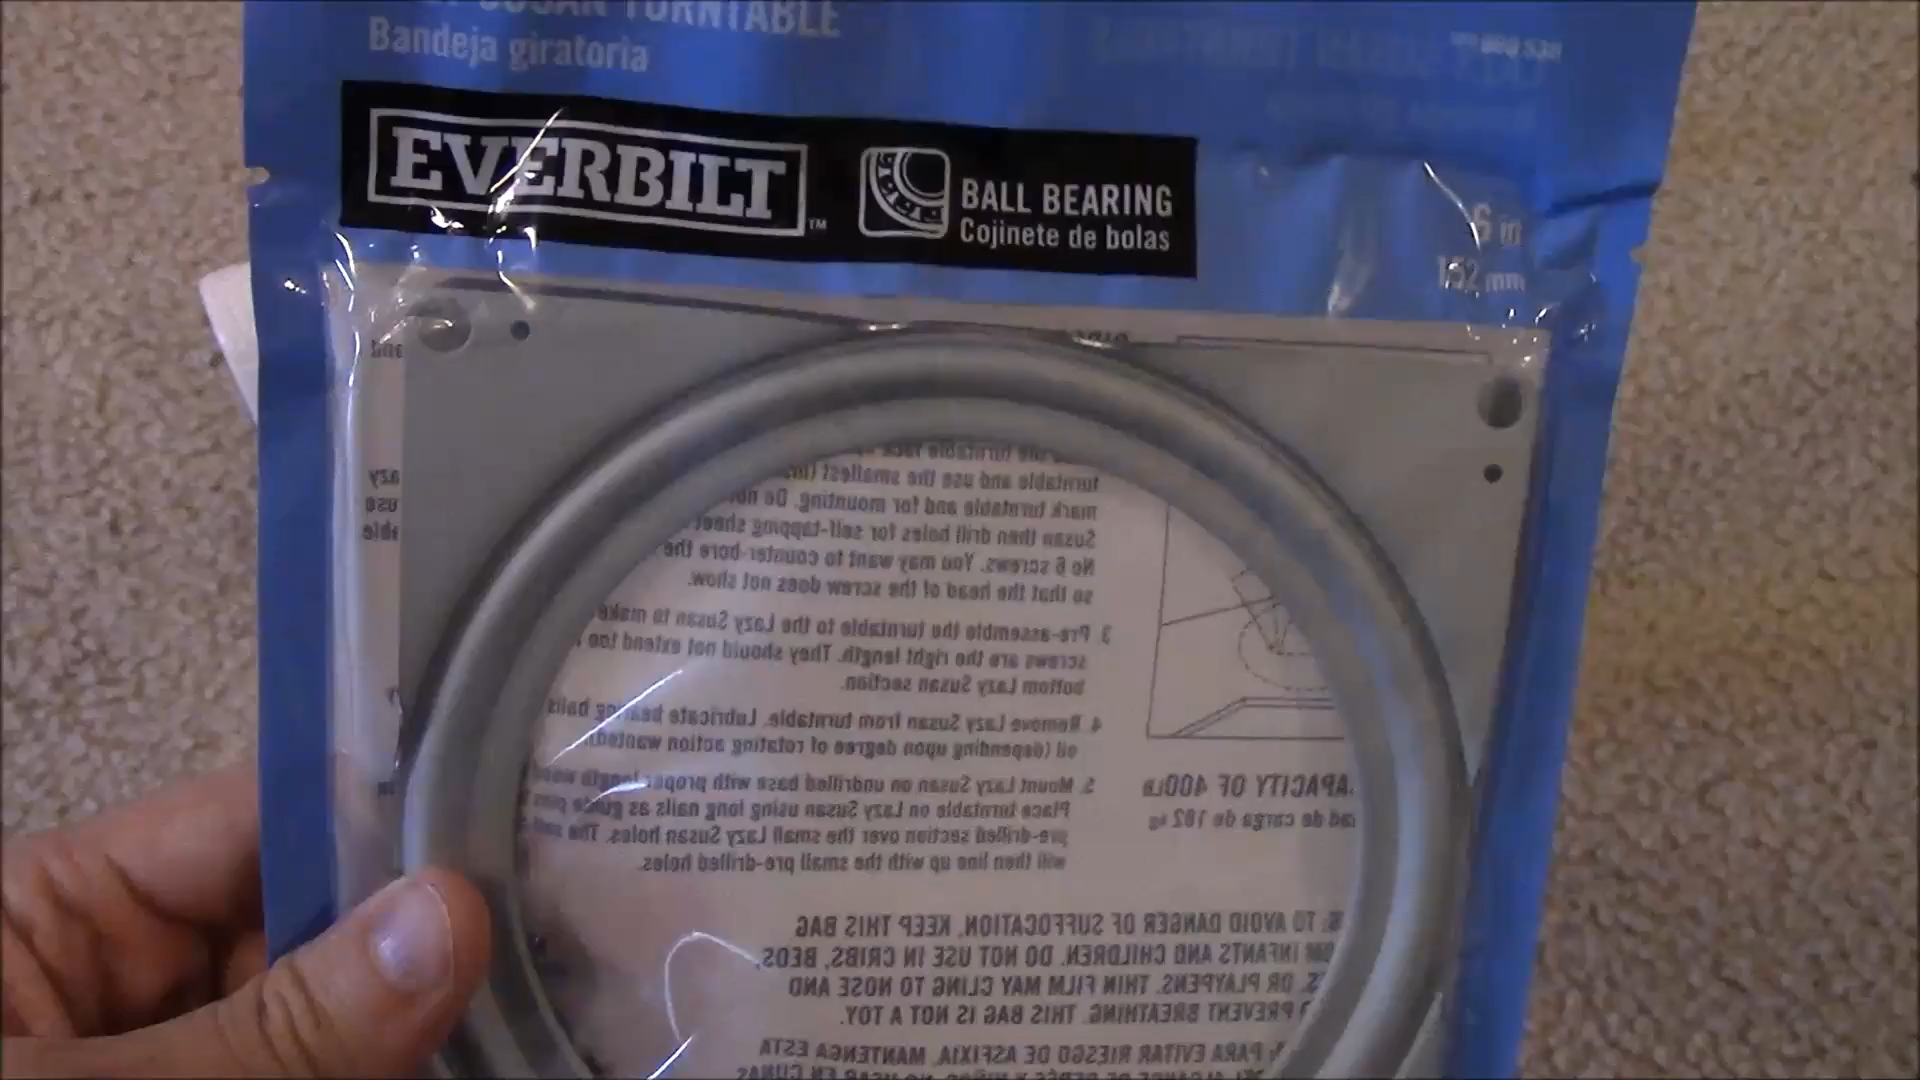 SUSAN TURNTABLE
Bandeja giratoria
EVERBILT™
BALL BEARING
Cojinete de bolas
6 in
152 mm
turntable and use the smallest
mark turntable and for mounting. Do not
Susan then drill holes for self-tapping sheet
No 6 screws. You may want to counter-bore the
so that the head of the screw does not show.
3 Pre-assemble the turntable to the Lazy Susan to make
screws are the right length. They should not extend too
bottom Lazy Susan section.
4. Remove Lazy Susan from turntable. Lubricate bearing balls
oil (depending upon degree of rotating action wanted).
5. Mount Lazy Susan on undrilled base with proper length wood
Place turntable on Lazy Susan using long nails as guide pins
pre-drilled section over the small Lazy Susan holes. The
will then line up with the small pre-drilled holes.
APACITY OF 400LB
ad de carga de 182 kg
TO AVOID DANGER OF SUFFOCATION, KEEP THIS BAG
INFANTS AND CHILDREN. DO NOT USE IN CRIBS, BEDS,
OR PLAYPENS. THIN FILM MAY CLING TO NOSE AND
PREVENT BREATHING. THIS BAG IS NOT A TOY.
PARA EVITAR RIESGO DE ASFIXIA, MANTENGA ESTA